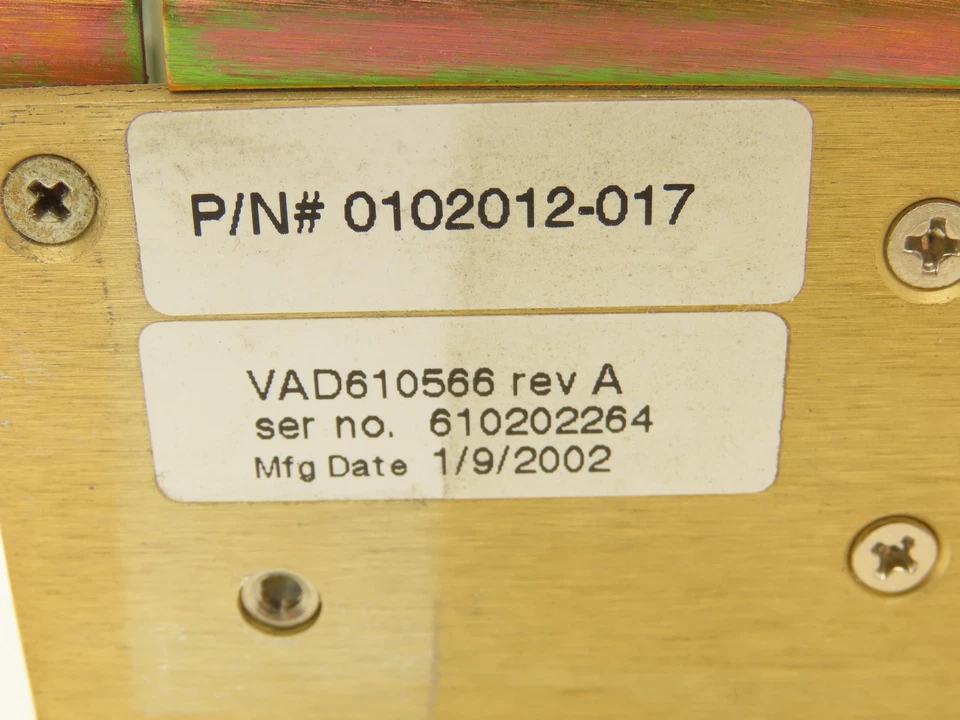 P/N# 0102012-017
VAD610566 rev A
ser no. 610202264
Mfg Date 1/9/2002